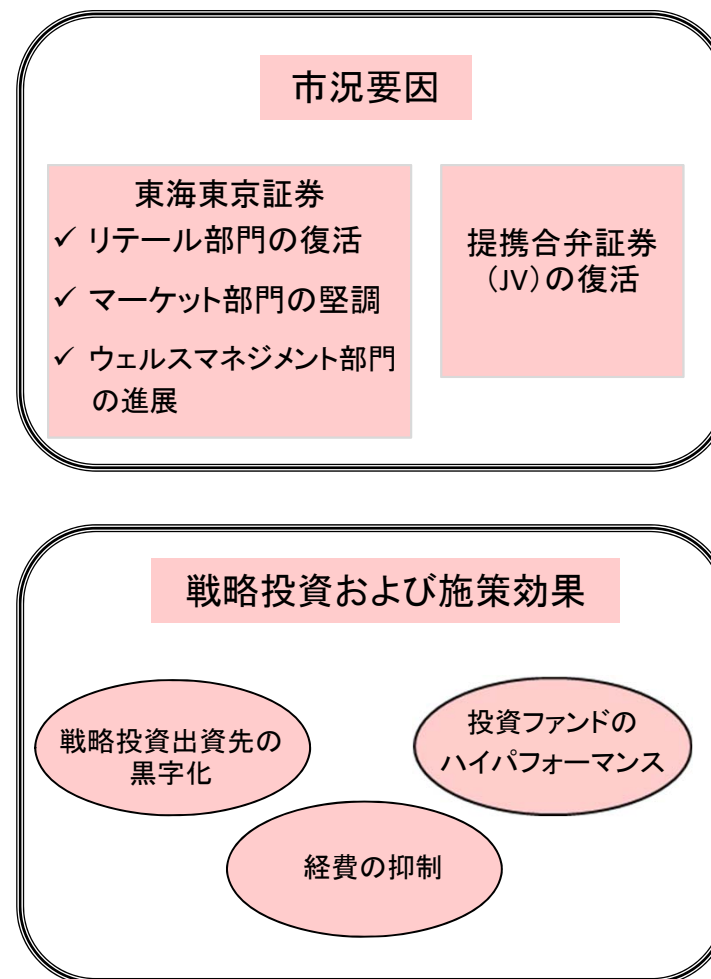 市況要因
東海東京証券
✓ リテール部門の復活
✓ マーケット部門の堅調
✓ ウェルスマネジメント部門
の進展
提携合弁証券
（JV）の復活
戦略投資および施策効果
戦略投資出資先の
黒字化
投資ファンドの
ハイパフォーマンス
経費の抑制